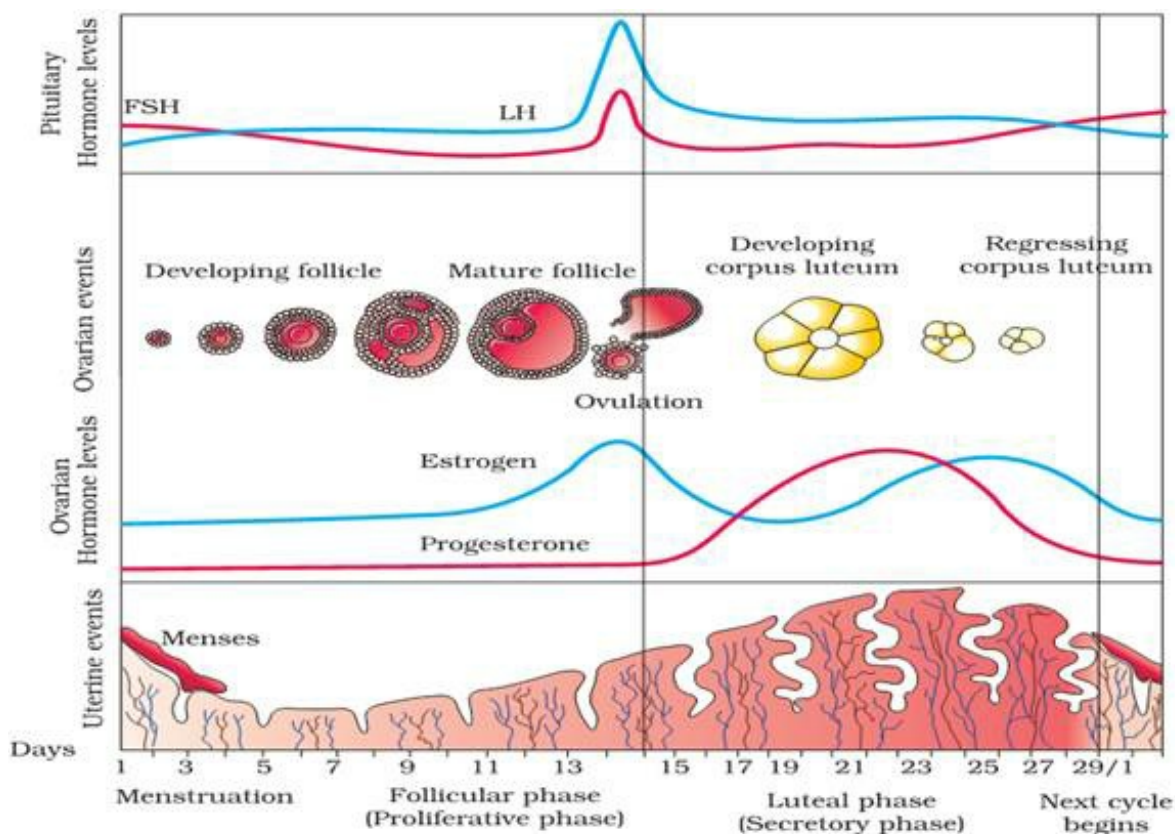 Pituitary
Hormone levels
FSH
LH
Ovarian events
Developing follicle
Mature follicle
Developing
corpus luteum
Regressing
corpus luteum
Ovulation
Ovarian
Hormone levels
Estrogen
Progesterone
Uterine events
Menses
Days
1 3 5 7 9 11 13 15 17 19 21 23 25 27 29/1
Menstruation
Follicular phase
(Proliferative phase)
Luteal phase
(Secretory phase)
Next cycle
begins